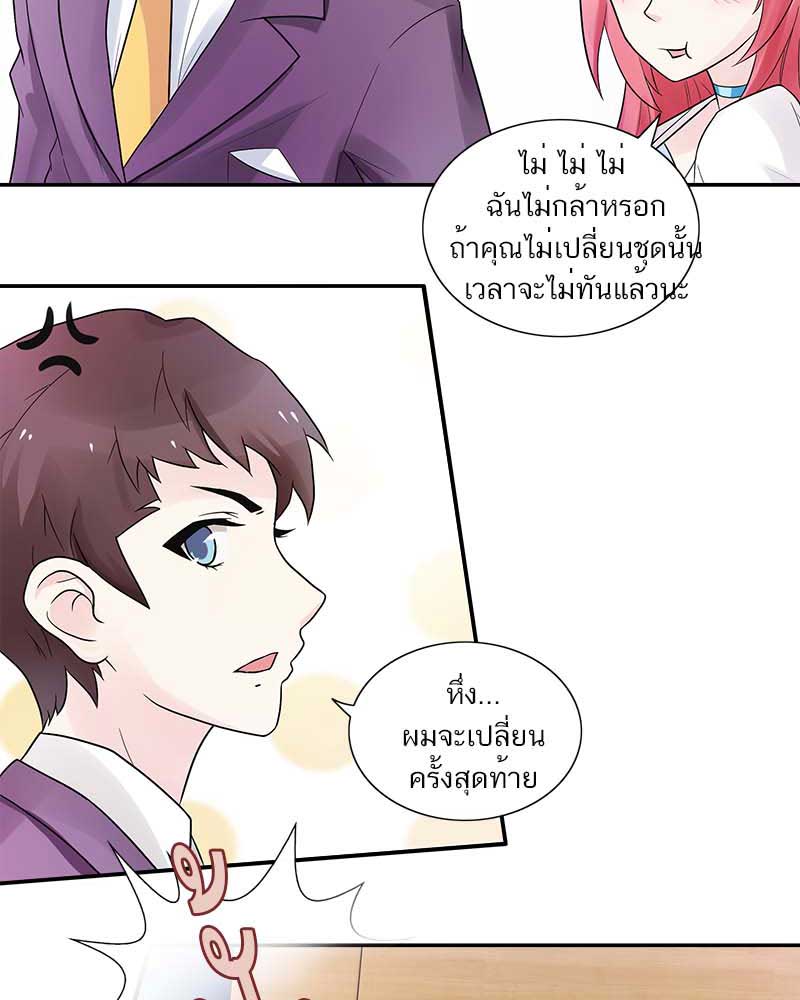 ไม่ ไม่ ไม่
ฉันไม่กล้าหรอก
ถ้าคุณไม่เปลี่ยนชุดนั้น
เวลาจะไม่ทันแล้วนะ
หึ่ง...
ผมจะเปลี่ยน
ครั้งสุดท้าย